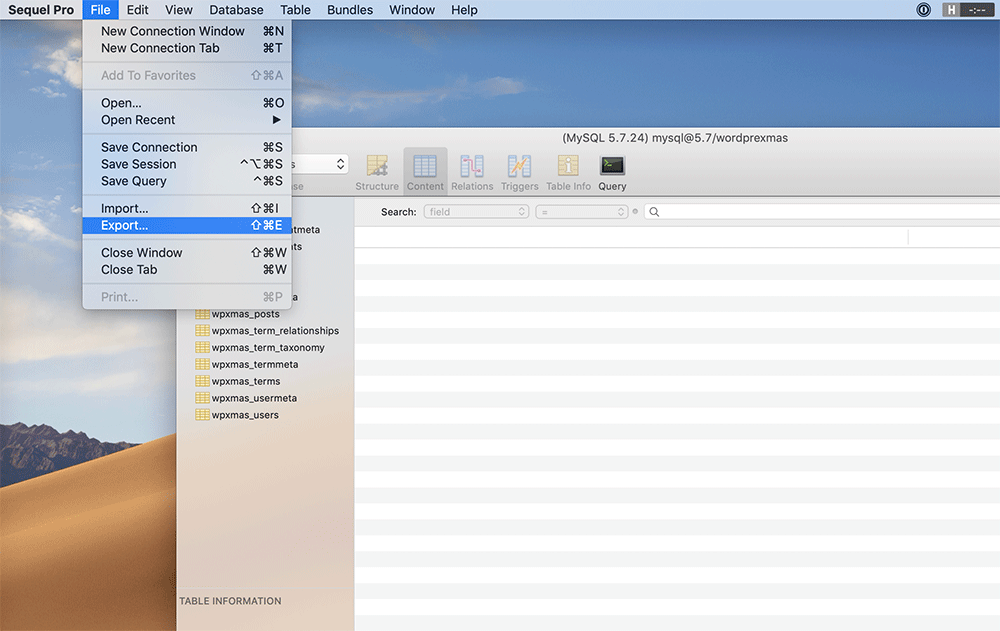 Sequel Pro File Edit View Database Table Bundles Window Help H -:--
New Connection Window ⌘N
New Connection Tab ⌘T
Add To Favorites ⇧⌘A
Open... ⌘O
Open Recent ▶
Save Connection ⌘S
Save Session ^⌥⌘S
Save Query ^⌘S
Import... ⇧⌘I
Export... ⇧⌘E
Close Window ⇧⌘W
Close Tab ⌘W
Print... ⌘P
(MySQL 5.7.24) mysql@5.7/wordprexmas
Structure Content Relations Triggers Table Info Query
Search: field =
wpxmas_posts
wpxmas_term_relationships
wpxmas_term_taxonomy
wpxmas_termmeta
wpxmas_terms
wpxmas_usermeta
wpxmas_users
TABLE INFORMATION